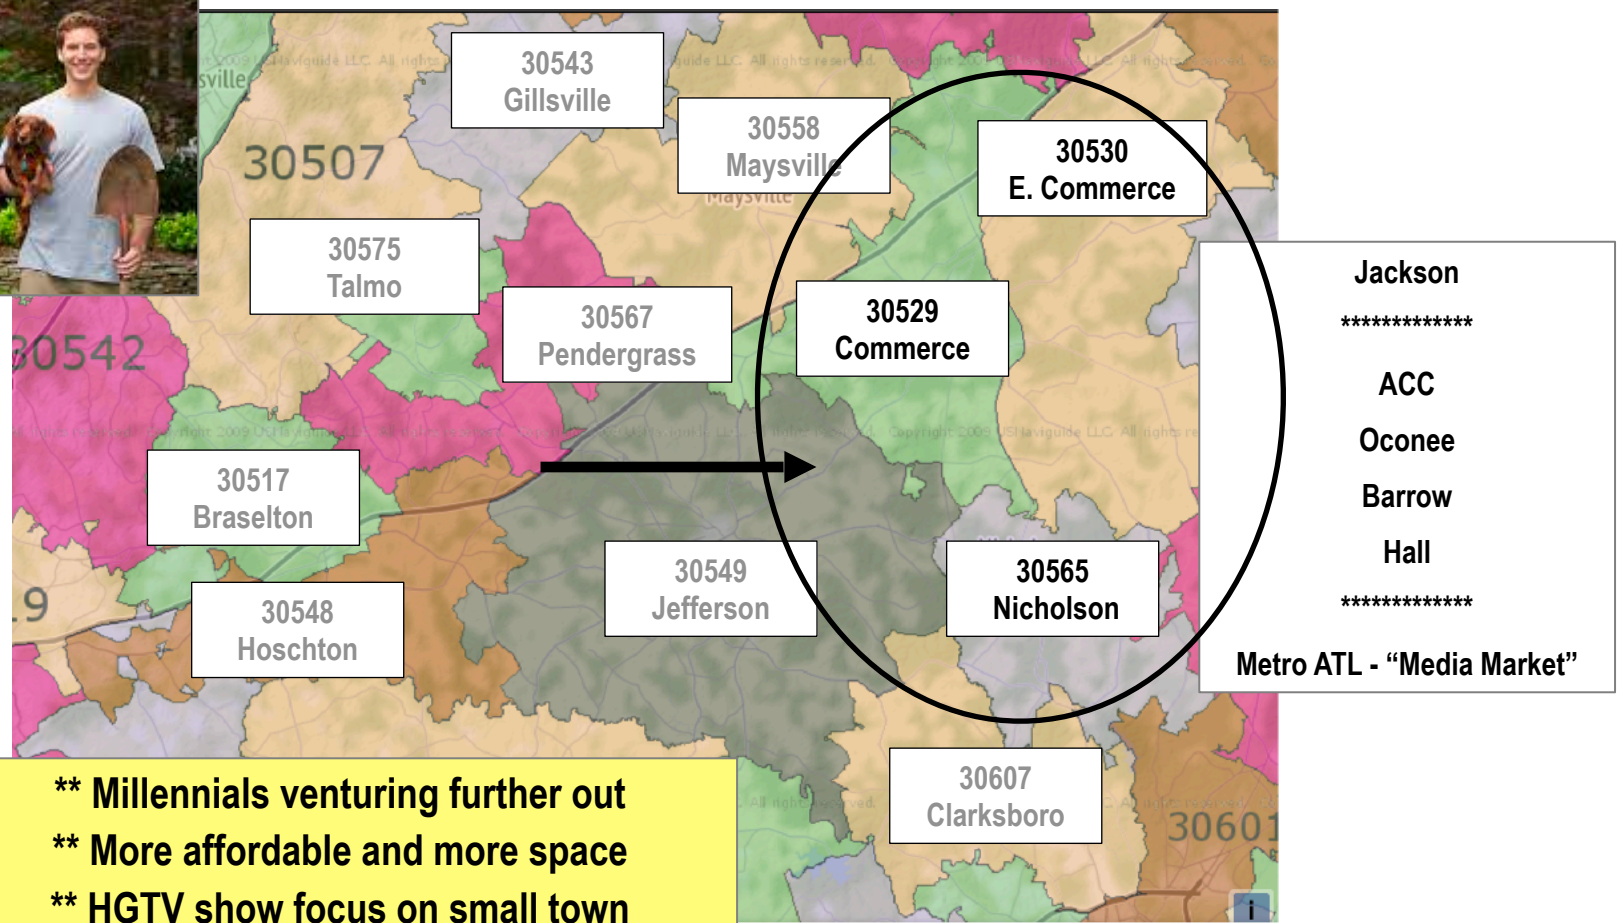 30543
Gillsville
30558
Maysville
Maysville
30530
E. Commerce
30507
30575
Talmo
30567
Pendergrass
30529
Commerce
30542
30517
Braselton
30548
Hoschton
30549
Jefferson
30565
Nicholson
30607
Clarksboro
30601
Jackson
*************
ACC
Oconee
Barrow
Hall
*************
Metro ATL - “Media Market”
** Millennials venturing further out
** More affordable and more space
** HGTV show focus on small town
i